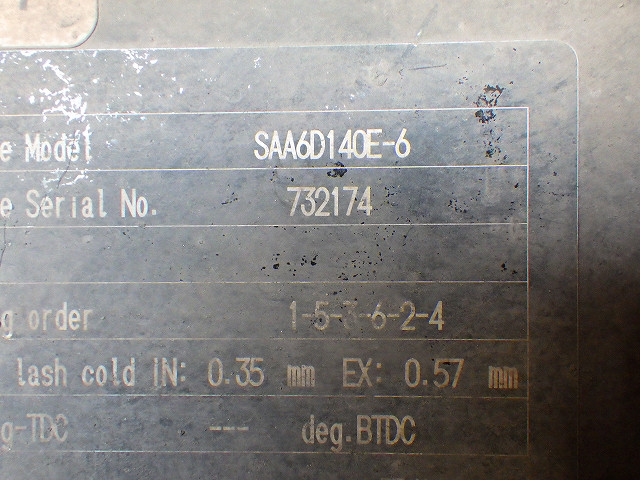 e Model SAA6D140E-6
e Serial No. 732174
g order 1-5-3-6-2-4
lash cold IN: 0.35 mm EX: 0.57 mm
g-TDC --- deg.BTDC